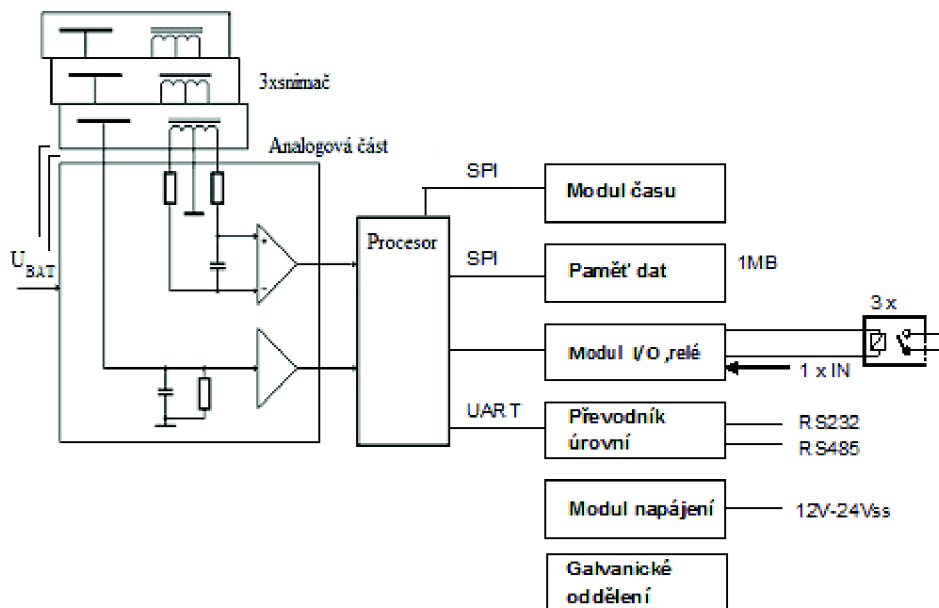 3xsnímač
Analogová část
U_BAT
Procesor
SPI
Modul času
SPI
Paměť dat
1MB
3 x
Modul I/O ,relé
1 x IN
UART
Převodník
úrovní
RS232
RS485
Modul napájení
12V-24Vss
Galvanické
oddělení
+
−